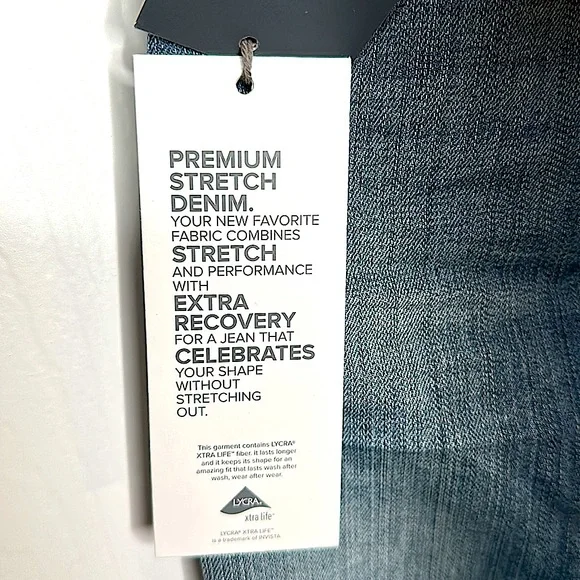 PREMIUM
STRETCH
DENIM.
YOUR NEW FAVORITE
FABRIC COMBINES
STRETCH
AND PERFORMANCE
WITH
EXTRA
RECOVERY
FOR A JEAN THAT
CELEBRATES
YOUR SHAPE
WITHOUT
STRETCHING
OUT.
This garment contains LYCRA®
XTRA LIFE™ fiber. it lasts longer
and it keeps its shape for an
amazing fit that lasts wash after
wash, wear after wear.
LYCRA®
xtra life™
LYCRA® XTRA LIFE™
is a trademark of INVISTA.